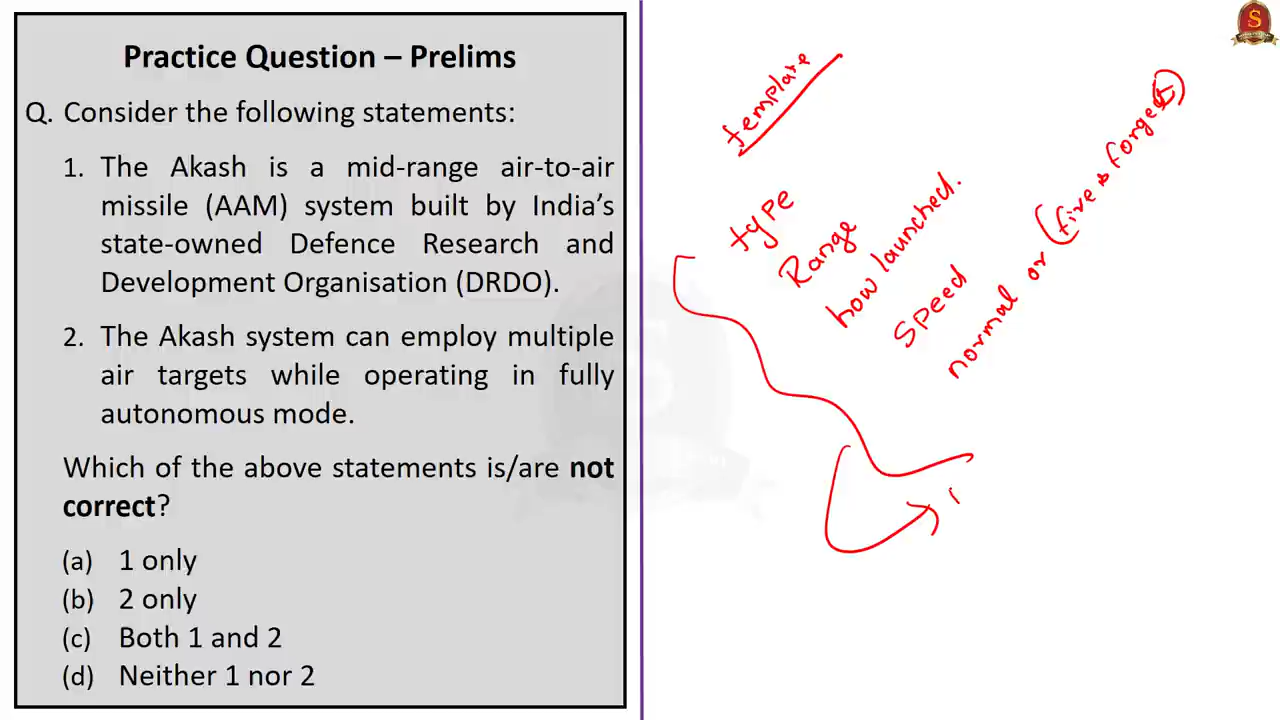 Practice Question – Prelims
Q. Consider the following statements:
1. The Akash is a mid-range air-to-air
missile (AAM) system built by India's
state-owned Defence Research and
Development Organisation (DRDO).
2. The Akash system can employ multiple
air targets while operating in fully
autonomous mode.
Which of the above statements is/are not
correct?
(a) 1 only
(b) 2 only
(c) Both 1 and 2
(d) Neither 1 nor 2
template
type
Range
how launched.
Speed
normal or (fire & forget)
S